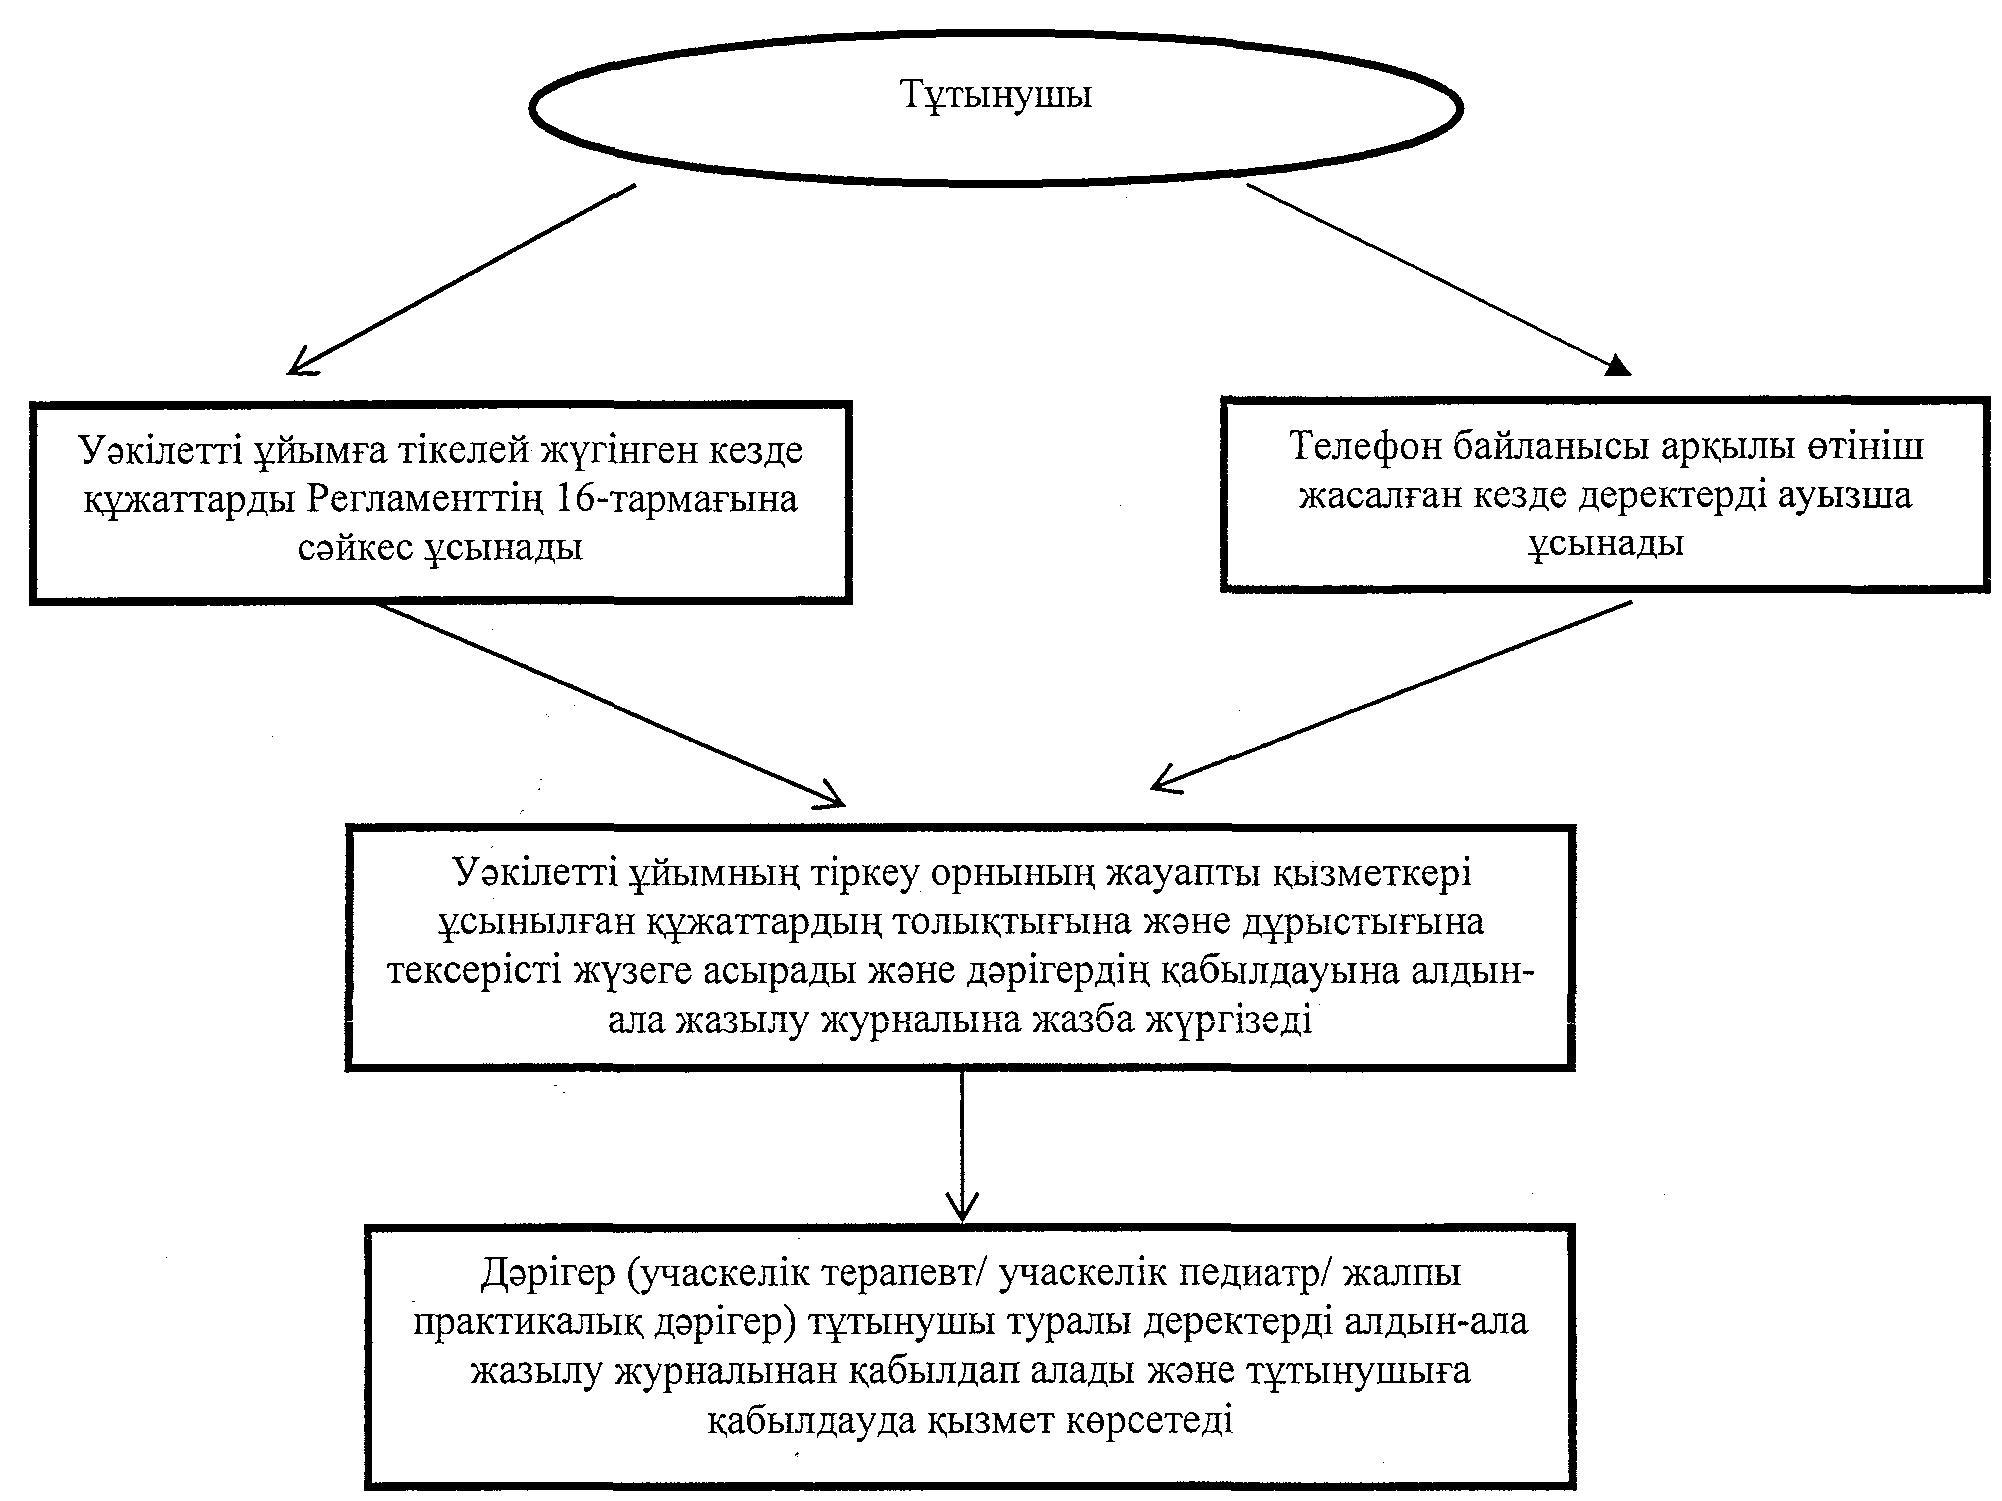 Тұтынушы
Уәкілетті ұйымға тікелей жүгінген кезде
құжаттарды Регламенттің 16-тармағына
сәйкес ұсынады
Телефон байланысы арқылы өтініш
жасалған кезде деректерді ауызша
ұсынады
Уәкілетті ұйымның тіркеу орнының жауапты қызметкері
ұсынылған құжаттардың толықтығына және дұрыстығына
тексерісті жүзеге асырады және дәрігердің қабылдауына алдын-
ала жазылу журналына жазба жүргізеді
Дәрігер (учаскелік терапевт/ учаскелік педиатр/ жалпы
практикалық дәрігер) тұтынушы туралы деректерді алдын-ала
жазылу журналынан қабылдап алады және тұтынушыға
қабылдауда қызмет көрсетеді